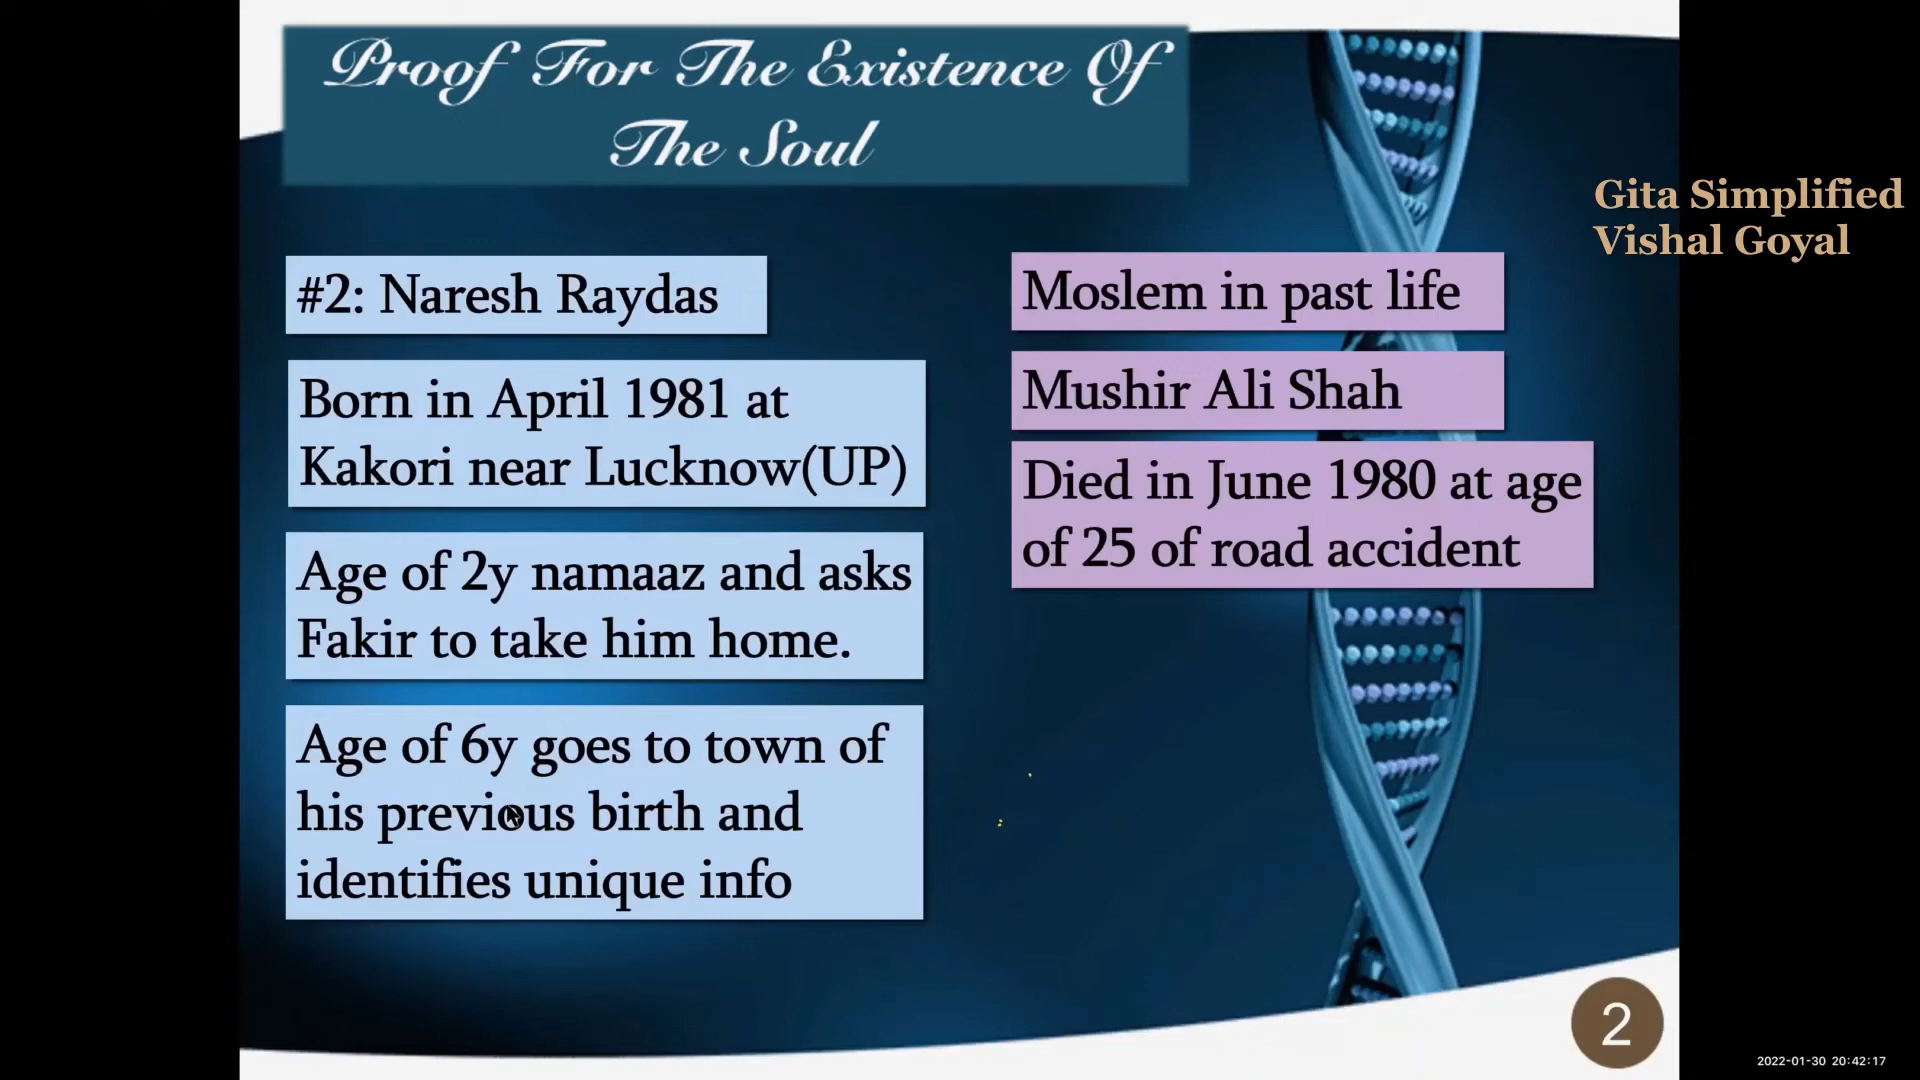 Proof For The Existence Of
The Soul
Gita Simplified
Vishal Goyal
#2: Naresh Raydas
Born in April 1981 at
Kakori near Lucknow(UP)
Age of 2y namaaz and asks
Fakir to take him home.
Age of 6y goes to town of
his previous birth and
identifies unique info
Moslem in past life
Mushir Ali Shah
Died in June 1980 at age
of 25 of road accident
2
2022-01-30 20:42:17